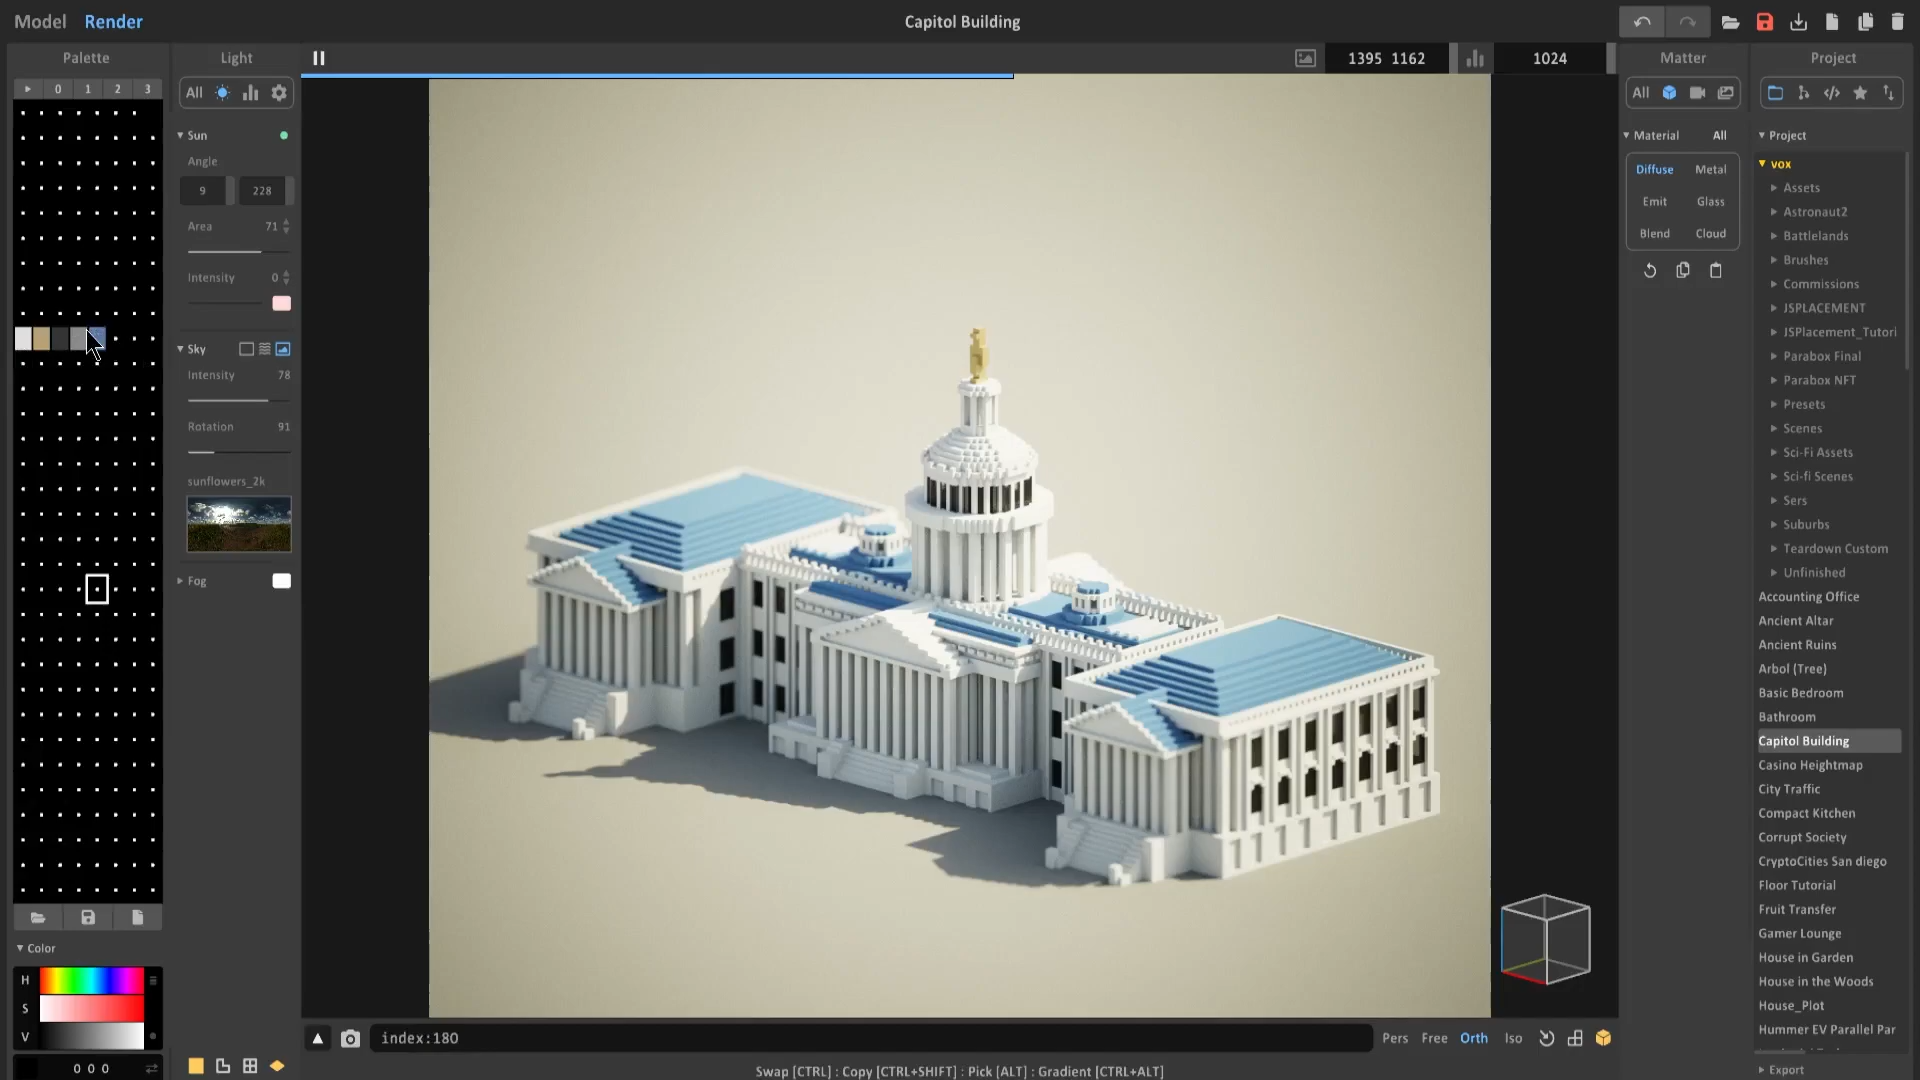 Model Render
Capitol Building
Palette
Light
1395 1162
1024
Matter
Project
0 1 2 3
All
Sun
Angle
9 228
Area 71
Intensity 0
Sky
Intensity 78
Rotation 91
sunflowers_2k
Fog
Color
H
S
V
0 0 0
index:180
Pers Free Orth Iso
Swap [CTRL] : Copy [CTRL+SHIFT] : Pick [ALT] : Gradient [CTRL+ALT]
All
Material All
Diffuse Metal
Emit Glass
Blend Cloud
Project
vox
Assets
Astronaut2
Battlelands
Brushes
Commissions
JSPLACEMENT
JSPlacement_Tutori
Parabox Final
Parabox NFT
Presets
Scenes
Sci-Fi Assets
Sci-fi Scenes
Sers
Suburbs
Teardown Custom
Unfinished
Accounting Office
Ancient Altar
Ancient Ruins
Arbol (Tree)
Basic Bedroom
Bathroom
Capitol Building
Casino Heightmap
City Traffic
Compact Kitchen
Corrupt Society
CryptoCities San diego
Floor Tutorial
Fruit Transfer
Gamer Lounge
House in Garden
House in the Woods
House_Plot
Hummer EV Parallel Par
Export